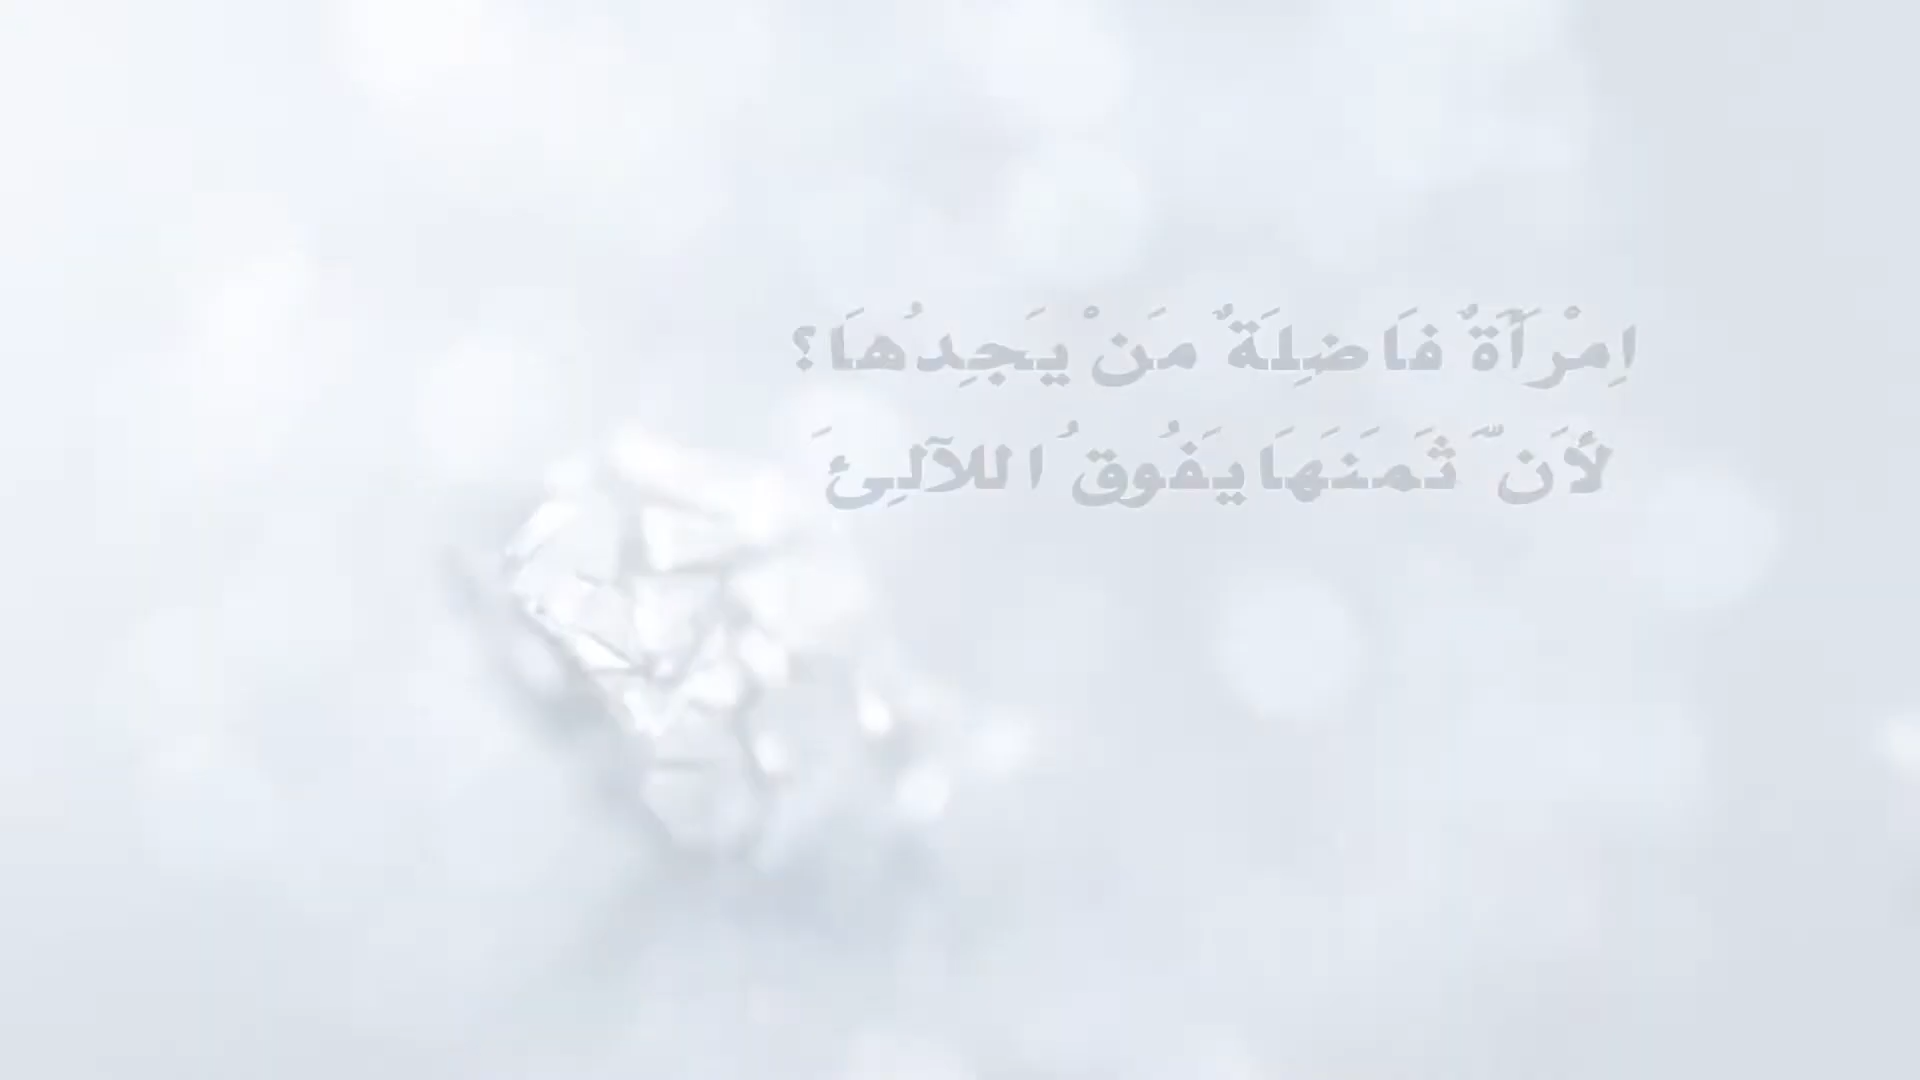 اِمْرَأَةٌ فَاضِلَةٌ مَنْ يَجِدُهَا؟
لأَنَّ ثَمَنَهَا يَفُوقُ اللآلِئَ